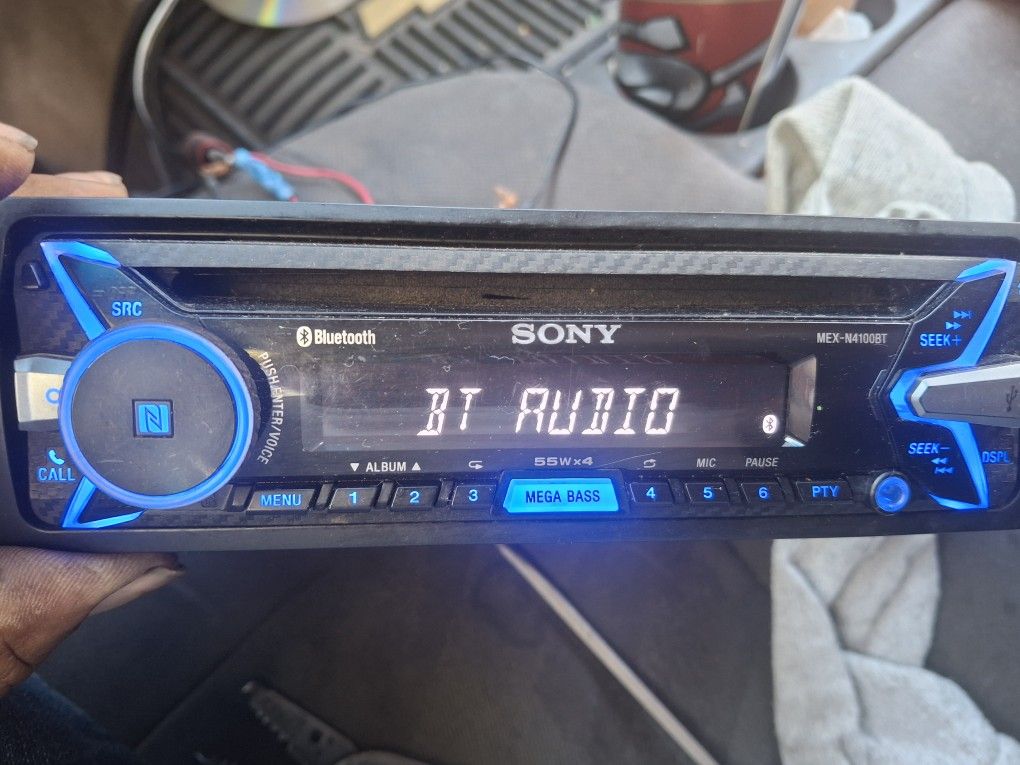 SRC
Bluetooth
SONY
MEX-N4100BT
SEEK+
PUSH ENTER/VOICE
BT AUDIO
CALL
▼ ALBUM ▲
55W x 4
MIC
PAUSE
SEEK-
DSPL
MENU
1
2
3
MEGA BASS
4
5
6
PTY